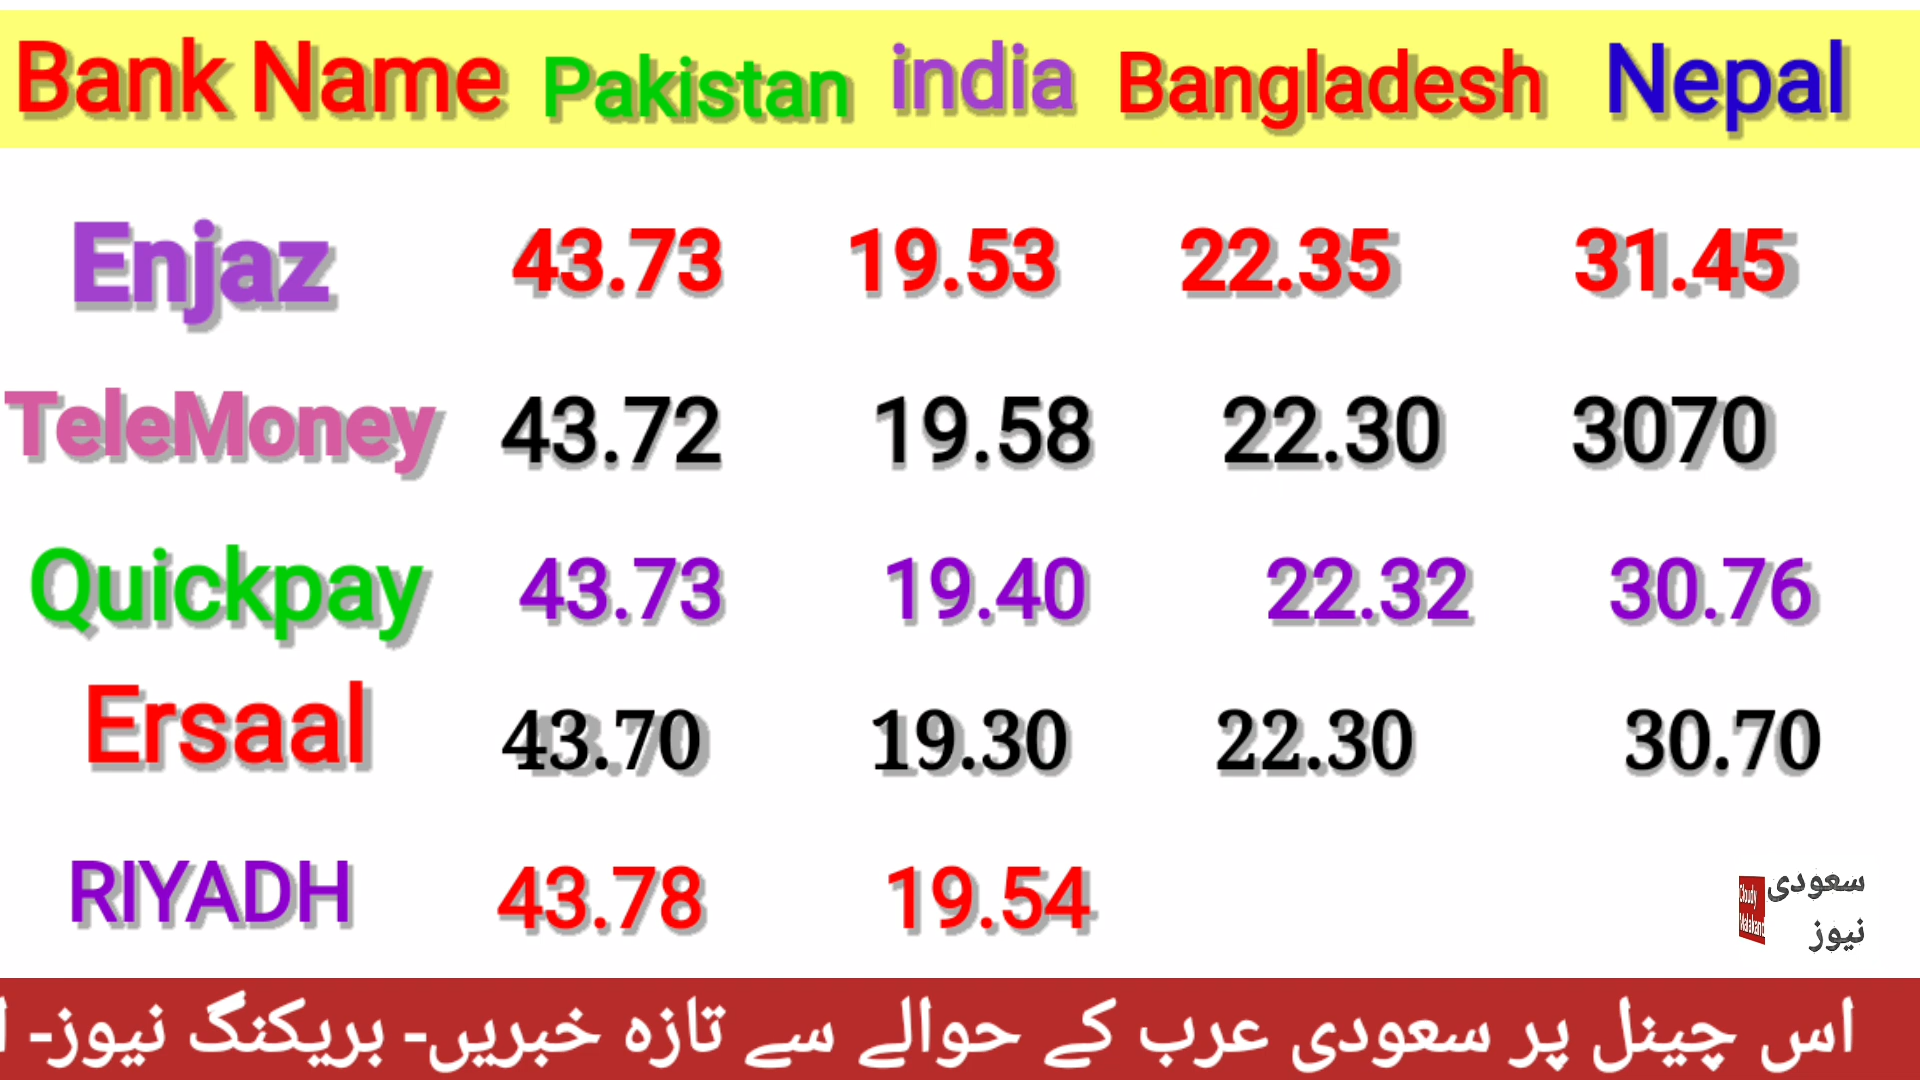 Bank Name Pakistan india Bangladesh Nepal
Enjaz 43.73 19.53 22.35 31.45
TeleMoney 43.72 19.58 22.30 3070
Quickpay 43.73 19.40 22.32 30.76
Ersaal 43.70 19.30 22.30 30.70
RIYADH 43.78 19.54
سعودی
نیوز
Cloudy
Malakand
اس چینل پر سعودی عرب کے حوالے سے تازہ خبریں- بریکنگ نیوز-